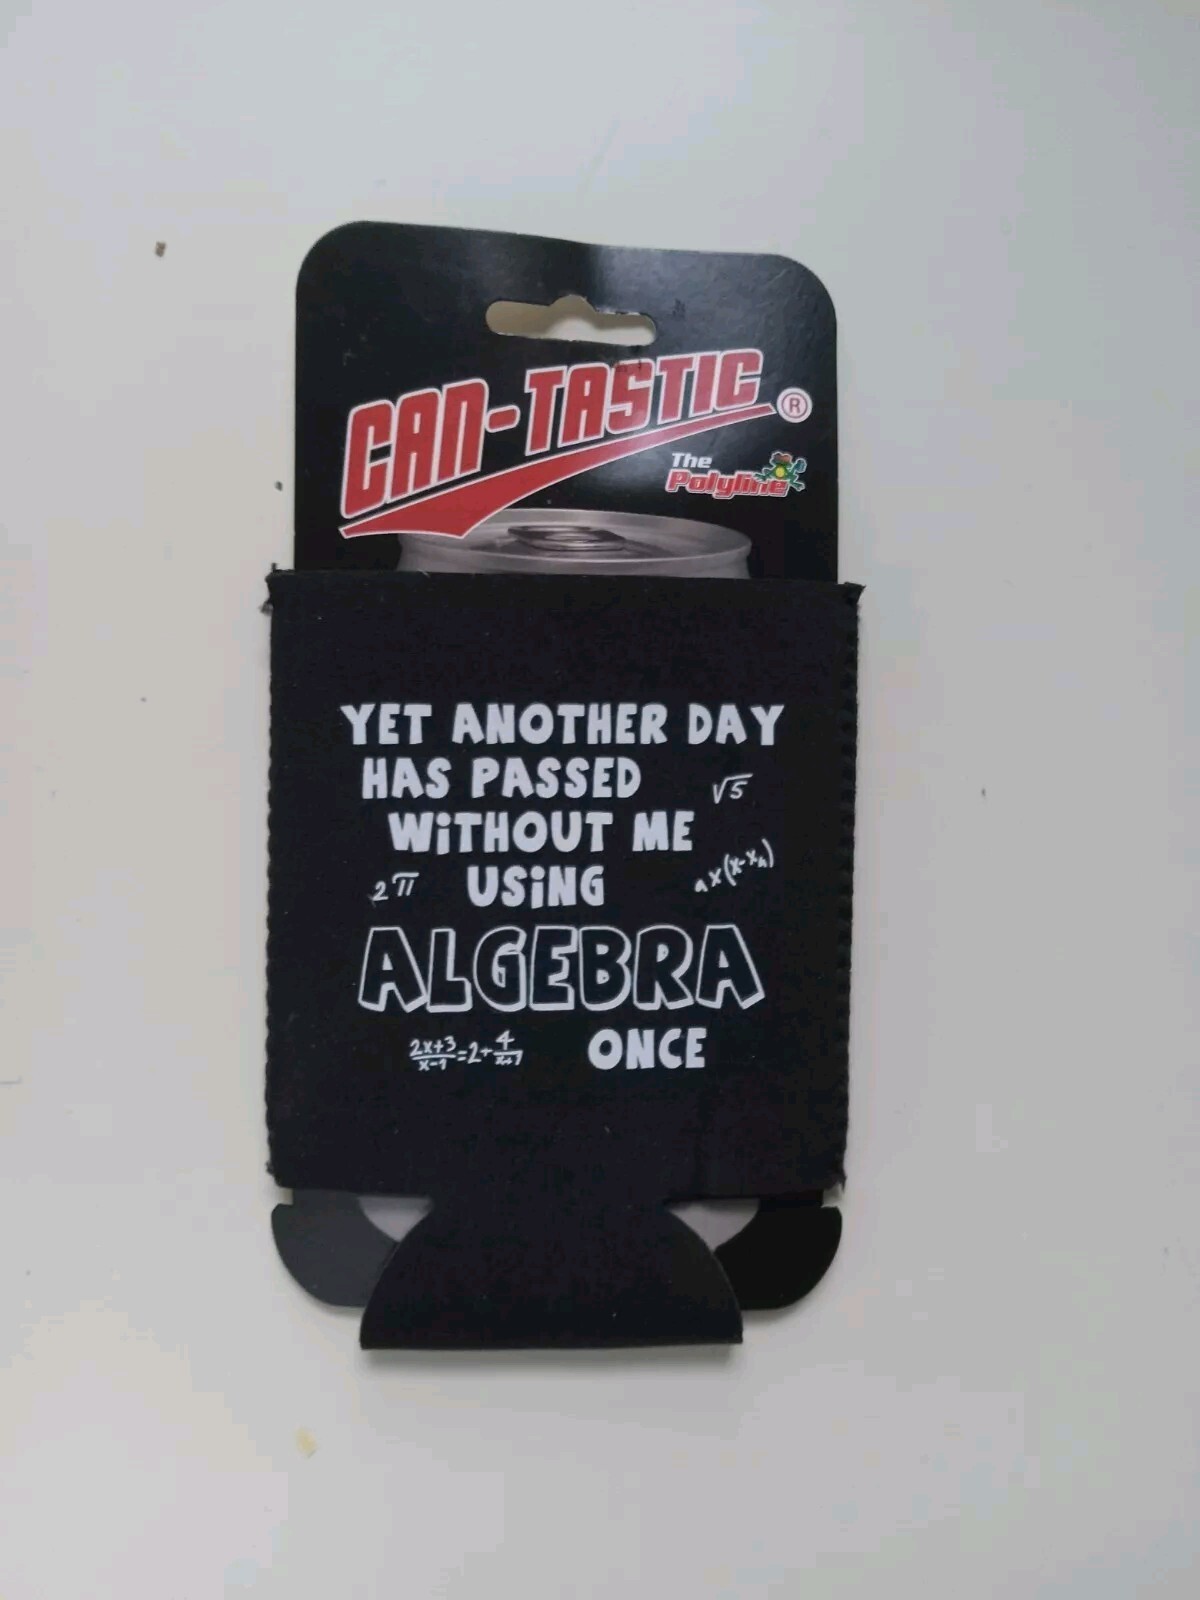 CAN-TASTIC ®
The
Polyline
YET ANOTHER DAY
HAS PASSED
√5
WiTHOUT ME
2π USiNG
ALGEBRA
ONCE